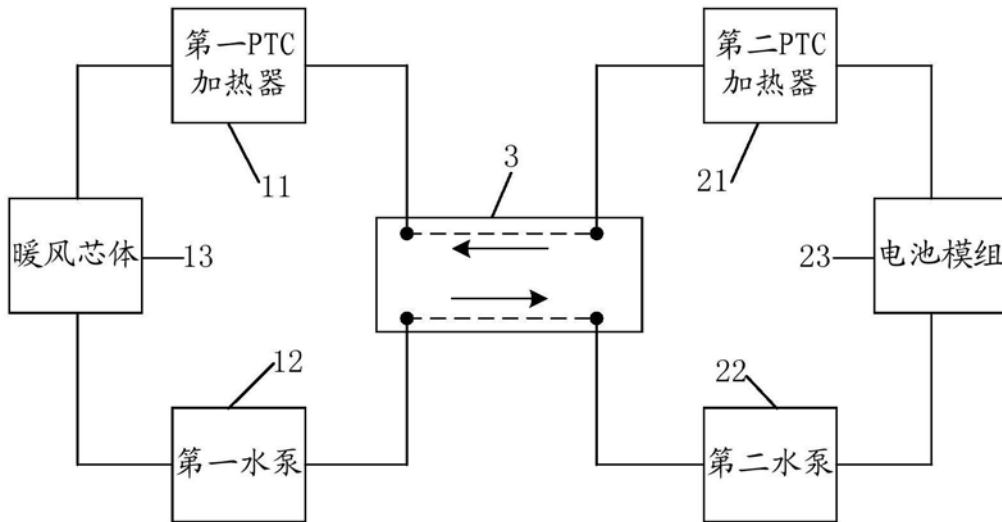 第一PTC
加热器
第二PTC
加热器
11
3
21
暖风芯体
13
23
电池模组
12
22
第一水泵
第二水泵